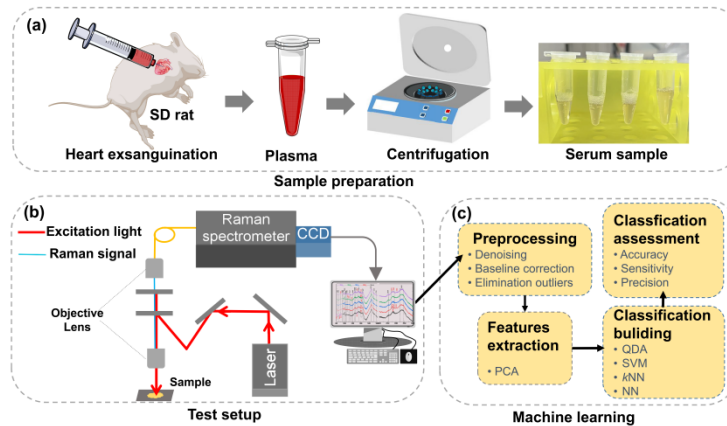 (a)
SD rat
Heart exsanguination
Plasma
Centrifugation
Serum sample
Sample preparation
(b)
Excitation light
Raman signal
Raman
spectrometer
CCD
Objective
Lens
Laser
Sample
Test setup
(c)
Preprocessing
• Denoising
• Baseline correction
• Elimination outliers
Features
extraction
• PCA
Classfication
assessment
• Accuracy
• Sensitivity
• Precision
Classification
buliding
• QDA
• SVM
• kNN
• NN
Machine learning